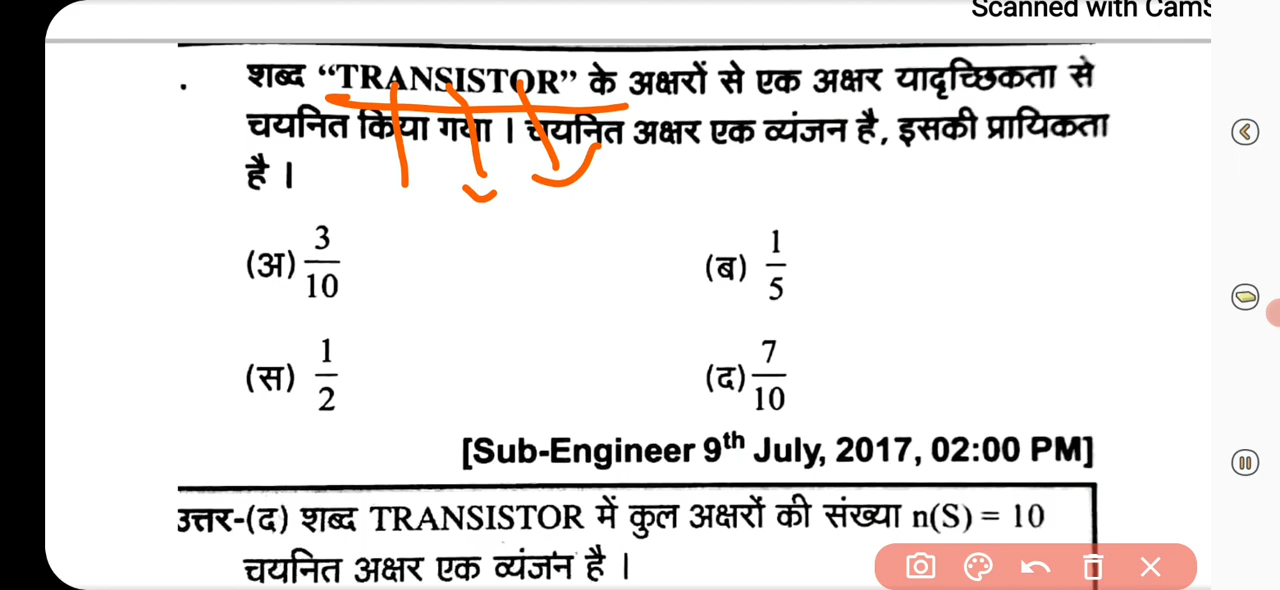 Scanned with CamS
. शब्द “TRANSISTOR” के अक्षरों से एक अक्षर यादृच्छिकता से
चयनित किया गया । चयनित अक्षर एक व्यंजन है, इसकी प्रायिकता
है ।
(अ) 3/10 (ब) 1/5
(स) 1/2 (द) 7/10
[Sub-Engineer 9th July, 2017, 02:00 PM]
उत्तर-(द) शब्द TRANSISTOR में कुल अक्षरों की संख्या n(S) = 10
चयनित अक्षर एक व्यंजन है ।